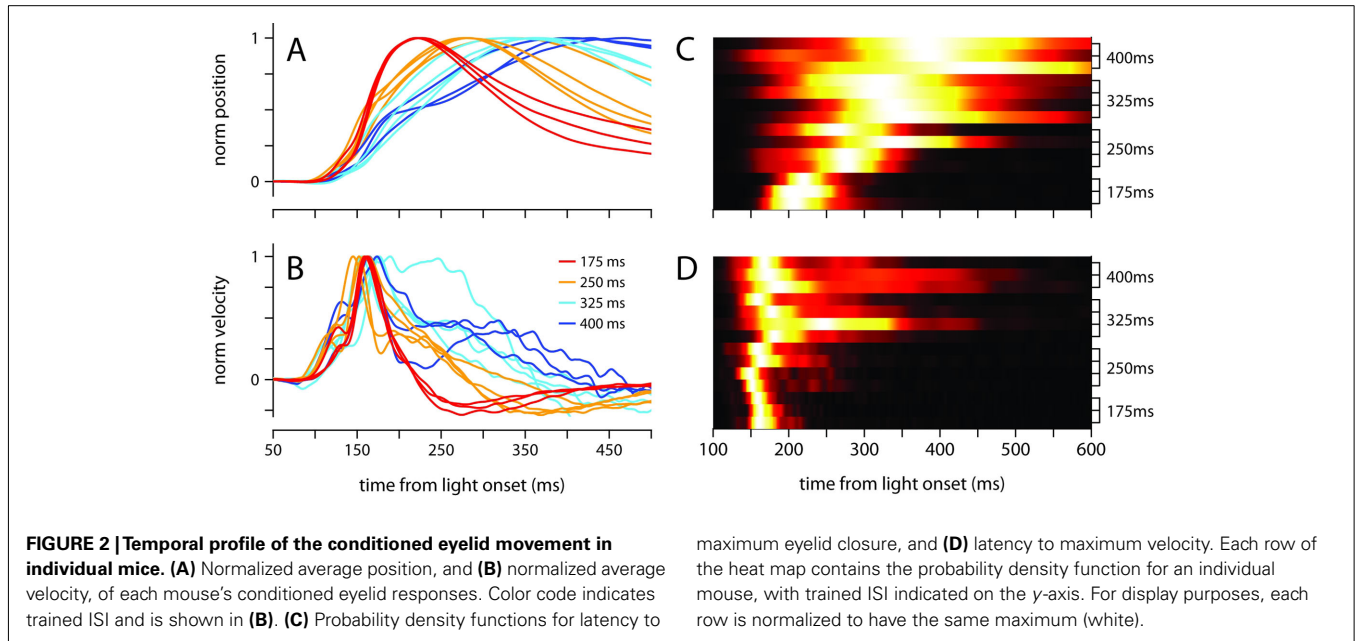 A
1
norm position
0
B
1
norm velocity
0
175 ms
250 ms
325 ms
400 ms
50 150 250 350 450
time from light onset (ms)
C
400ms
325ms
250ms
175ms
D
400ms
325ms
250ms
175ms
100 200 300 400 500 600
time from light onset (ms)
FIGURE 2 | Temporal profile of the conditioned eyelid movement in
individual mice. (A) Normalized average position, and (B) normalized average
velocity, of each mouse's conditioned eyelid responses. Color code indicates
trained ISI and is shown in (B). (C) Probability density functions for latency to
maximum eyelid closure, and (D) latency to maximum velocity. Each row of
the heat map contains the probability density function for an individual
mouse, with trained ISI indicated on the y-axis. For display purposes, each
row is normalized to have the same maximum (white).